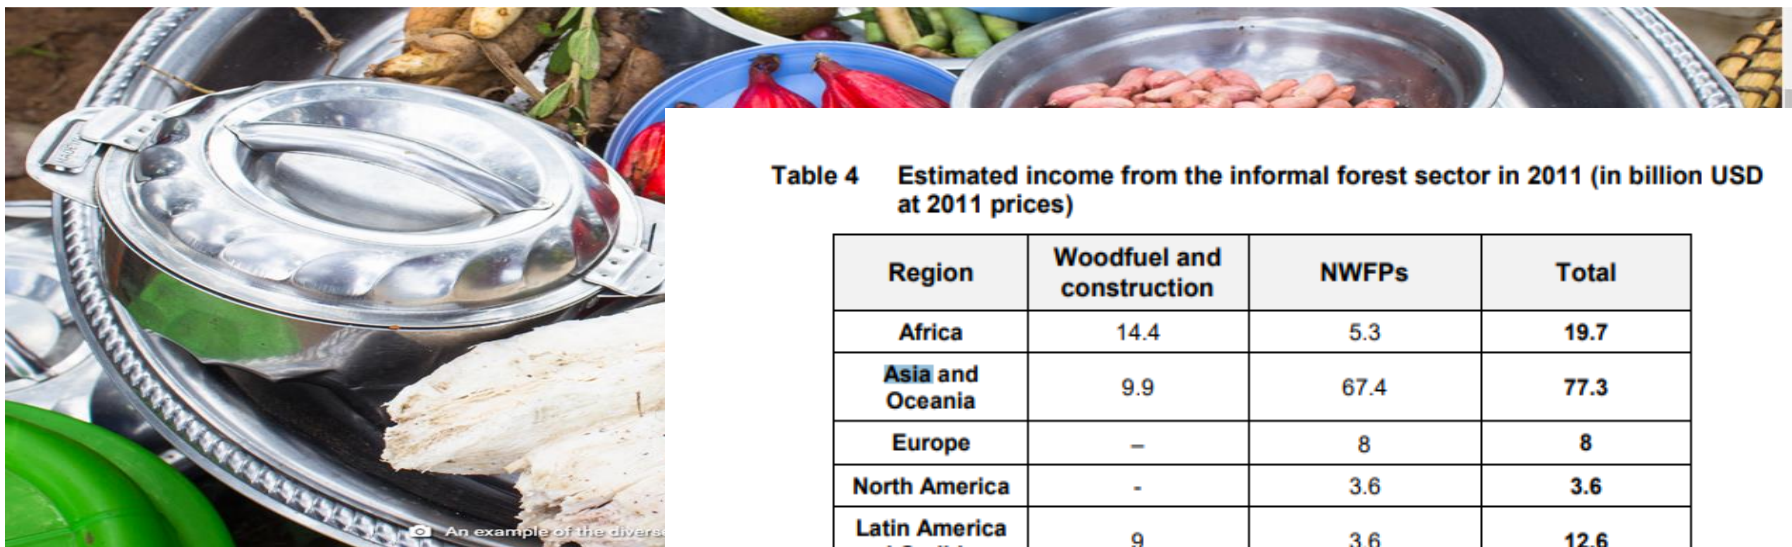 An example of the divers
Table 4 Estimated income from the informal forest sector in 2011 (in billion USD
at 2011 prices)
Region Woodfuel and construction NWFPs Total
Africa 14.4 5.3 19.7
Asia and Oceania 9.9 67.4 77.3
Europe – 8 8
North America - 3.6 3.6
Latin America 9 3.6 12.6